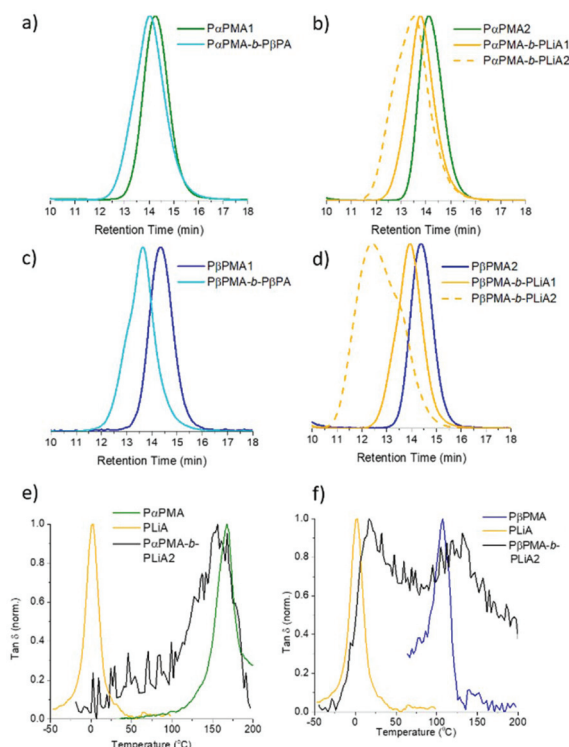 a)
PαPMA1
PαPMA-b-PβPA
10 11 12 13 14 15 16 17 18
Retention Time (min)
b)
PαPMA2
PαPMA-b-PLiA1
PαPMA-b-PLiA2
10 11 12 13 14 15 16 17 18
Retention Time (min)
c)
PβPMA1
PβPMA-b-PβPA
10 11 12 13 14 15 16 17 18
Retention Time (min)
d)
PβPMA2
PβPMA-b-PLiA1
PβPMA-b-PLiA2
10 11 12 13 14 15 16 17 18
Retention Time (min)
e)
PαPMA
PLiA
PαPMA-b-
PLiA2
Tan δ (norm.)
1.0
0.8
0.6
0.4
0.2
0.0
-50 0 50 100 150 200
Temperature (°C)
f)
PβPMA
PLiA
PβPMA-b-
PLiA2
Tan δ (norm.)
1.0
0.8
0.6
0.4
0.2
0.0
-50 0 50 100 150 200
Temperature (°C)